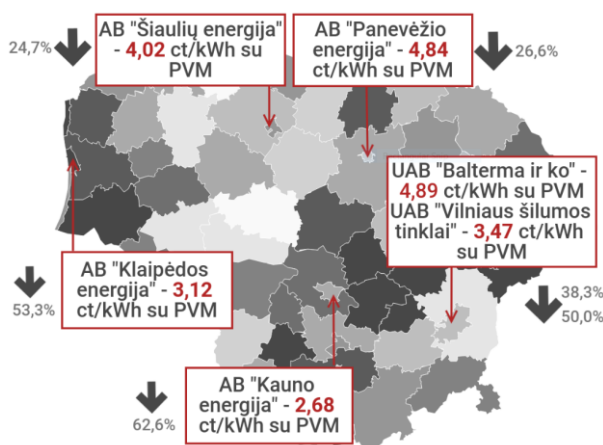 24,7%
AB "Šiaulių energija"
- 4,02 ct/kWh su
PVM
AB "Panevėžio
energija" - 4,84
ct/kWh su PVM
26,6%
UAB "Balterma ir ko" -
4,89 ct/kWh su PVM
UAB "Vilniaus šilumos
tinklai" - 3,47 ct/kWh
su PVM
AB "Klaipėdos
energija" - 3,12
ct/kWh su PVM
53,3%
38,3%
50,0%
AB "Kauno
energija" - 2,68
ct/kWh su PVM
62,6%